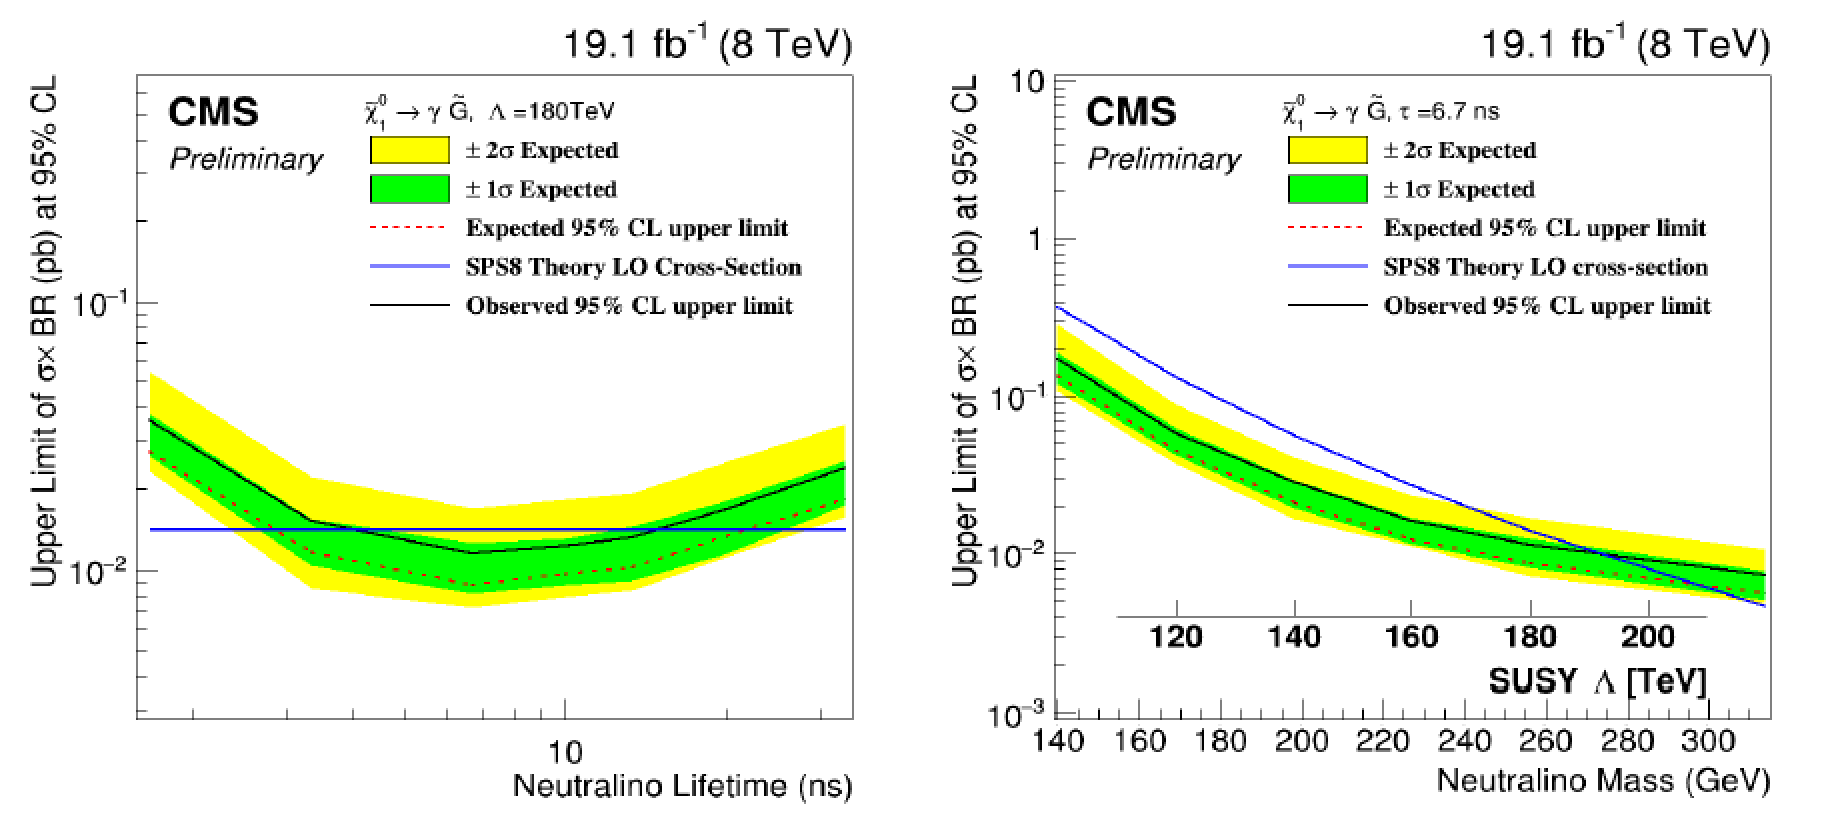 19.1 fb⁻¹ (8 TeV)
Upper Limit of σ× BR (pb) at 95% CL
CMS
Preliminary
χ̃⁰₁ → γ G̃, Λ =180TeV
± 2σ Expected
± 1σ Expected
Expected 95% CL upper limit
SPS8 Theory LO Cross-Section
Observed 95% CL upper limit
10⁻¹
10⁻²
10
Neutralino Lifetime (ns)
19.1 fb⁻¹ (8 TeV)
Upper Limit of σ× BR (pb) at 95% CL
CMS
Preliminary
χ̃⁰₁ → γ G̃, τ =6.7 ns
± 2σ Expected
± 1σ Expected
Expected 95% CL upper limit
SPS8 Theory LO cross-section
Observed 95% CL upper limit
10
1
10⁻¹
10⁻²
10⁻³
120 140 160 180 200
SUSY Λ [TeV]
140 160 180 200 220 240 260 280 300
Neutralino Mass (GeV)